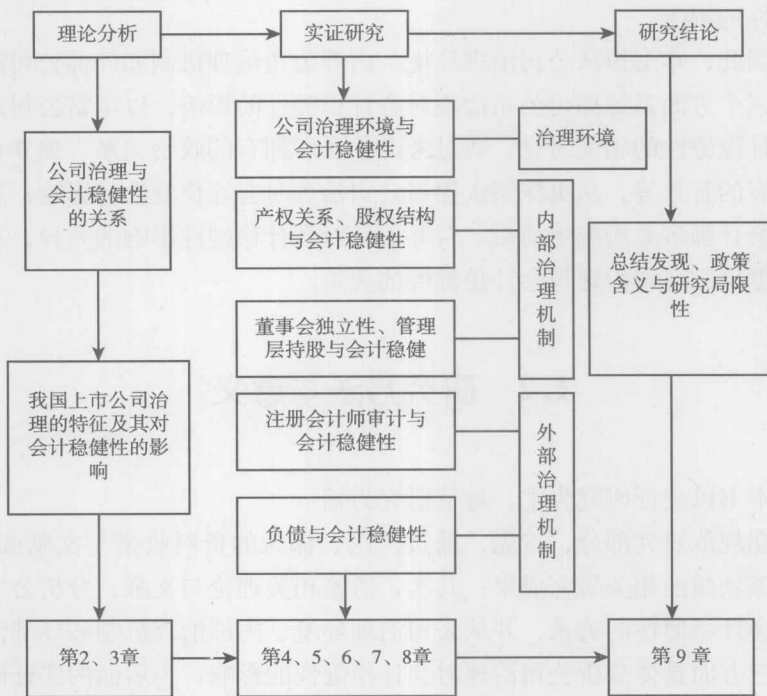 理论分析
实证研究
研究结论
公司治理与
会计稳健性
的关系
我国上市公司治
理的特征及其对
会计稳健性的影
响
第2、3章
公司治理环境与
会计稳健性
产权关系、股权结构
与会计稳健性
董事会独立性、管理
层持股与会计稳健
注册会计师审计与
会计稳健性
负债与会计稳健性
第4、5、6、7、8章
治理环境
内部治理机制
外部治理机制
总结发现、政策
含义与研究局限
性
第9章